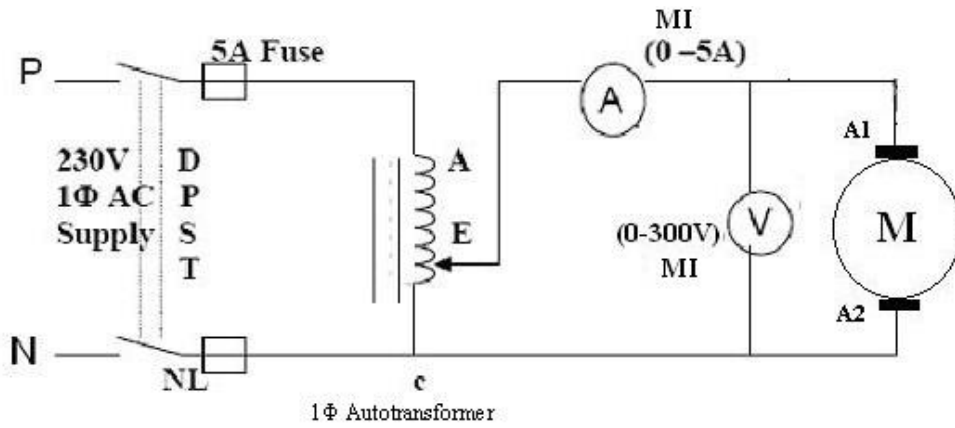 MI
5A Fuse
(0 –5A)
P
A
A1
230V
1Φ AC
Supply
D
P
S
T
A
E
(0-300V)
MI
V
M
A2
N
NL
c
1Φ Autotransformer